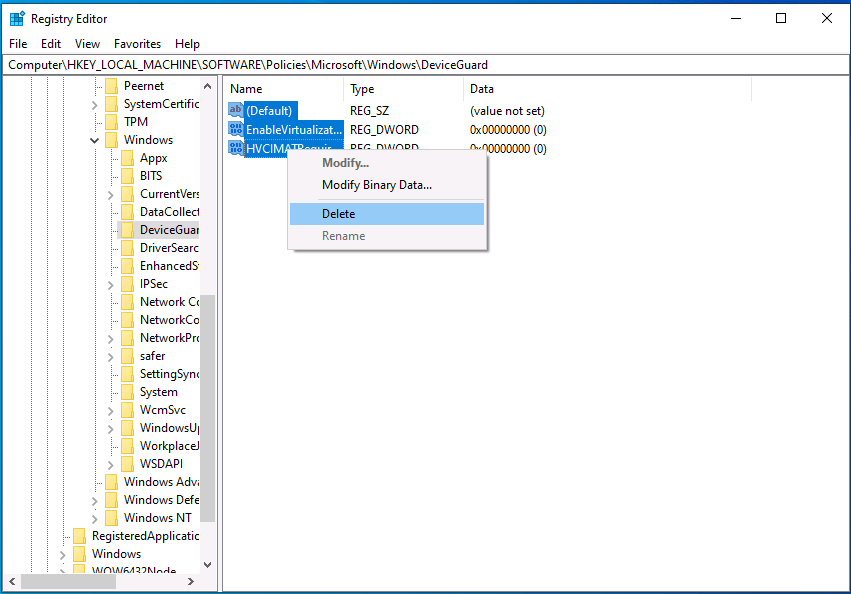 Registry Editor
File Edit View Favorites Help
Computer\HKEY_LOCAL_MACHINE\SOFTWARE\Policies\Microsoft\Windows\DeviceGuard
Peernet
SystemCertific
TPM
Windows
Appx
BITS
CurrentVers
DataCollect
DeviceGuar
DriverSearc
EnhancedSt
IPSec
Network Co
NetworkCo
NetworkPro
safer
SettingSync
System
WcmSvc
WindowsUp
WorkplaceJ
WSDAPI
Windows Adva
Windows Defe
Windows NT
RegisteredApplicatio
Windows
WOW6432Node
Name Type Data
(Default) REG_SZ (value not set)
EnableVirtualizat... REG_DWORD 0x00000000 (0)
HVCIMATRequir... REG_DWORD 0x00000000 (0)
Modify...
Modify Binary Data...
Delete
Rename